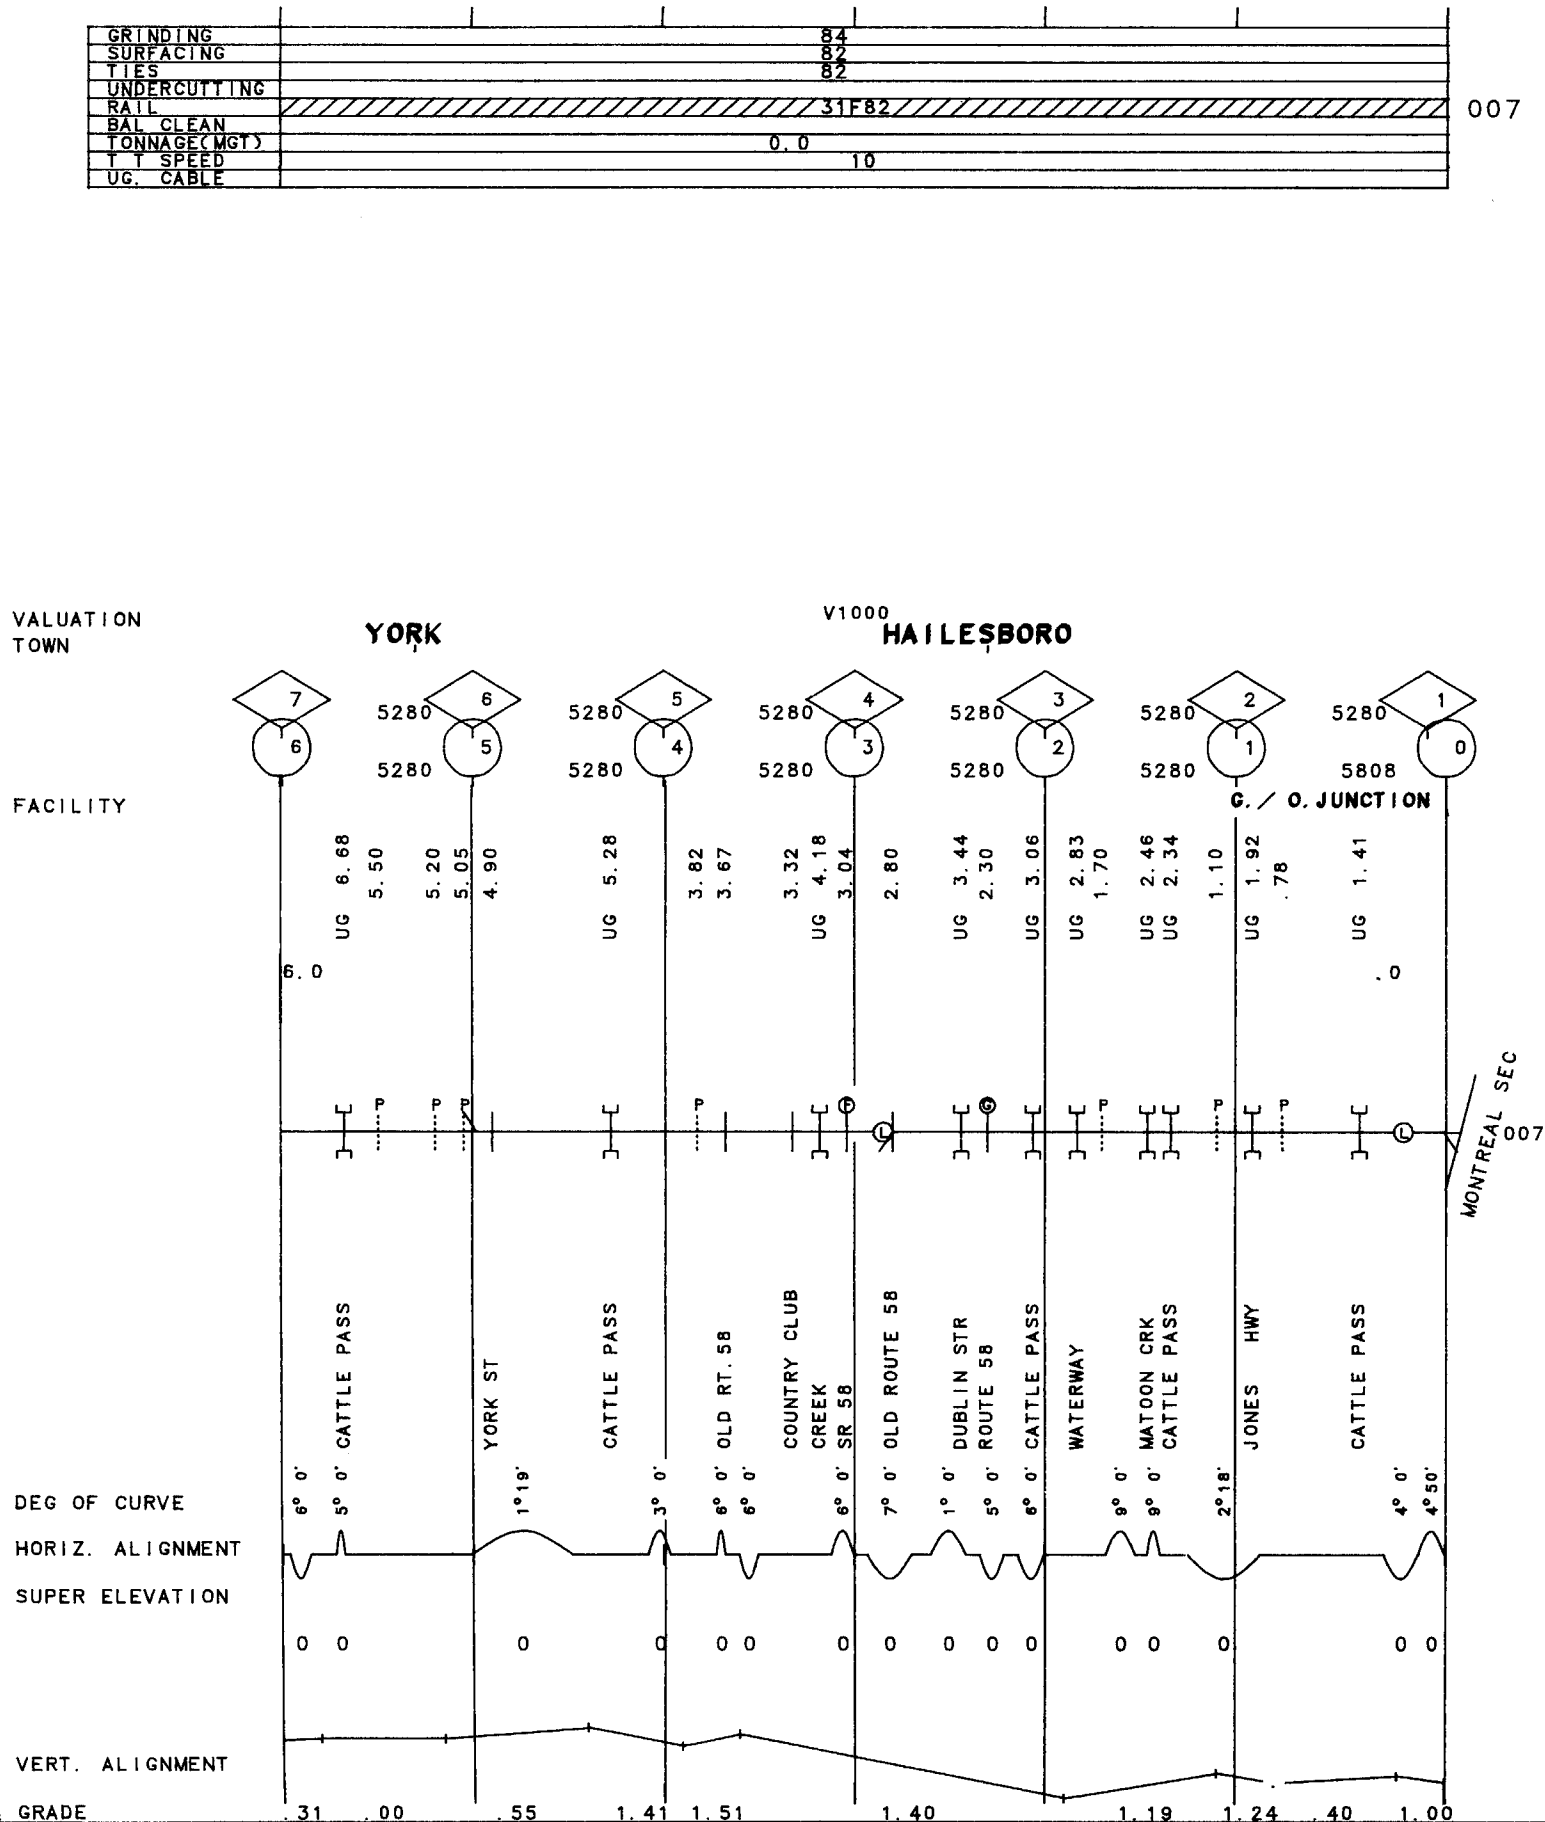 GRINDING 84
SURFACING 82
TIES 82
UNDERCUTTING
RAIL 31F82 007
BAL CLEAN
TONNAGE(MGT) 0.0
T T SPEED 10
UG. CABLE
VALUATION V1000
TOWN YORK HAILESBORO
7 5280 6 5280 5 5280 4 5280 3 5280 2 5280 1
6 5280 5 5280 4 5280 3 5280 2 5280 1 5808 0
FACILITY G. / O. JUNCTION
UG 6.68
5.50
5.20
5.05
4.90
UG 5.28
3.82
3.67
3.32
UG 4.18
3.04
2.80
UG 3.44
2.30
UG 3.06
UG 2.83
1.70
UG 2.46
UG 2.34
1.10
UG 1.92
.78
UG 1.41
6.0 .0
P P P P F L G P P P L
007
MONTREAL SEC
CATTLE PASS
YORK ST
CATTLE PASS
OLD RT. 58
COUNTRY CLUB
CREEK
SR 58
OLD ROUTE 58
DUBLIN STR
ROUTE 58
CATTLE PASS
WATERWAY
MATOON CRK
CATTLE PASS
JONES HWY
CATTLE PASS
DEG OF CURVE 6° 0' 5° 0' 1°19' 3° 0' 6° 0' 6° 0' 6° 0' 7° 0' 1° 0' 5° 0' 6° 0' 9° 0' 9° 0' 2°18' 4° 0' 4°50'
HORIZ. ALIGNMENT
SUPER ELEVATION
0 0 0 0 0 0 0 0 0 0 0 0 0 0 0 0
VERT. ALIGNMENT
GRADE .31 .00 .55 1.41 1.51 1.40 1.19 1.24 .40 1.00